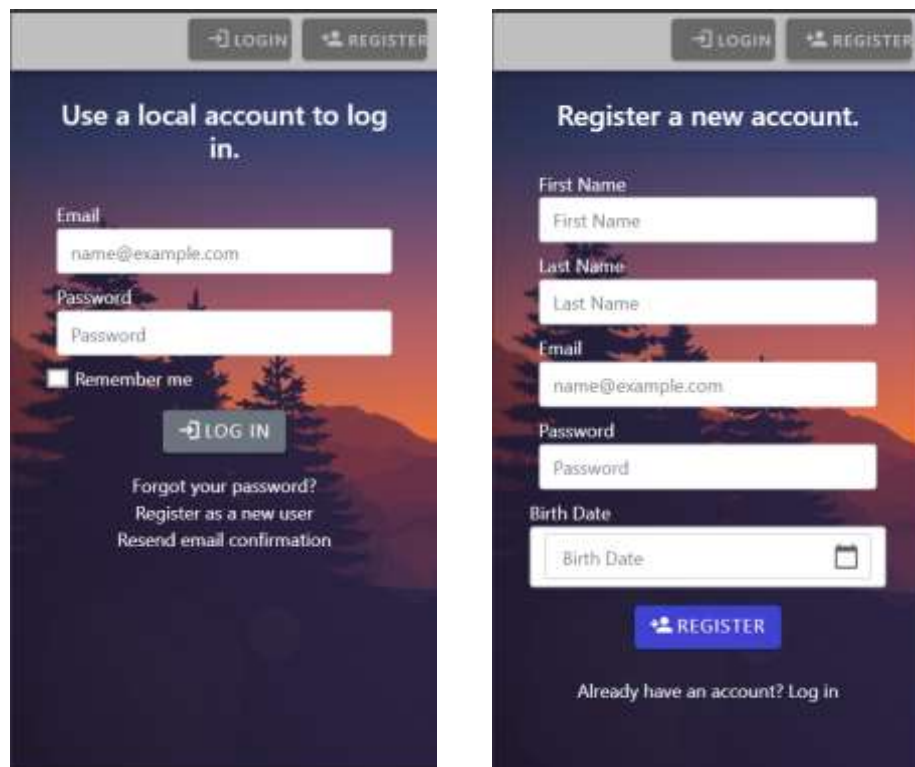 LOGIN REGISTER
Use a local account to log
in.
Email
name@example.com
Password
Password
Remember me
LOG IN
Forgot your password?
Register as a new user
Resend email confirmation
LOGIN REGISTER
Register a new account.
First Name
First Name
Last Name
Last Name
Email
name@example.com
Password
Password
Birth Date
Birth Date
REGISTER
Already have an account? Log in